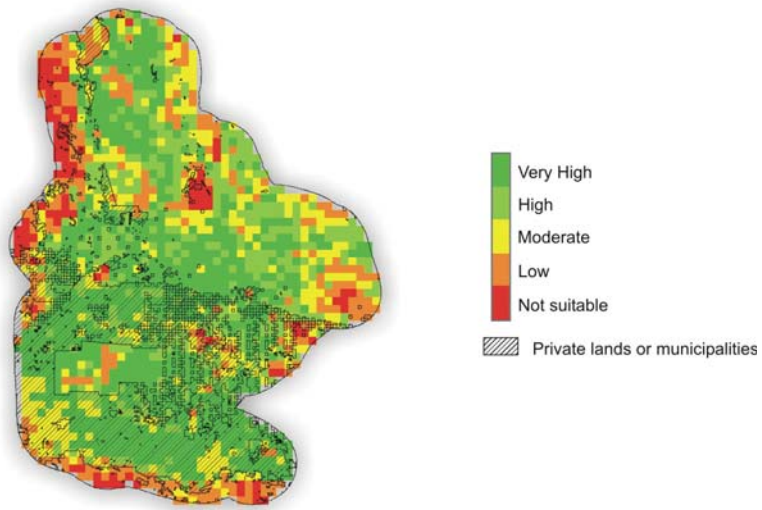 Very High
High
Moderate
Low
Not suitable
Private lands or municipalities